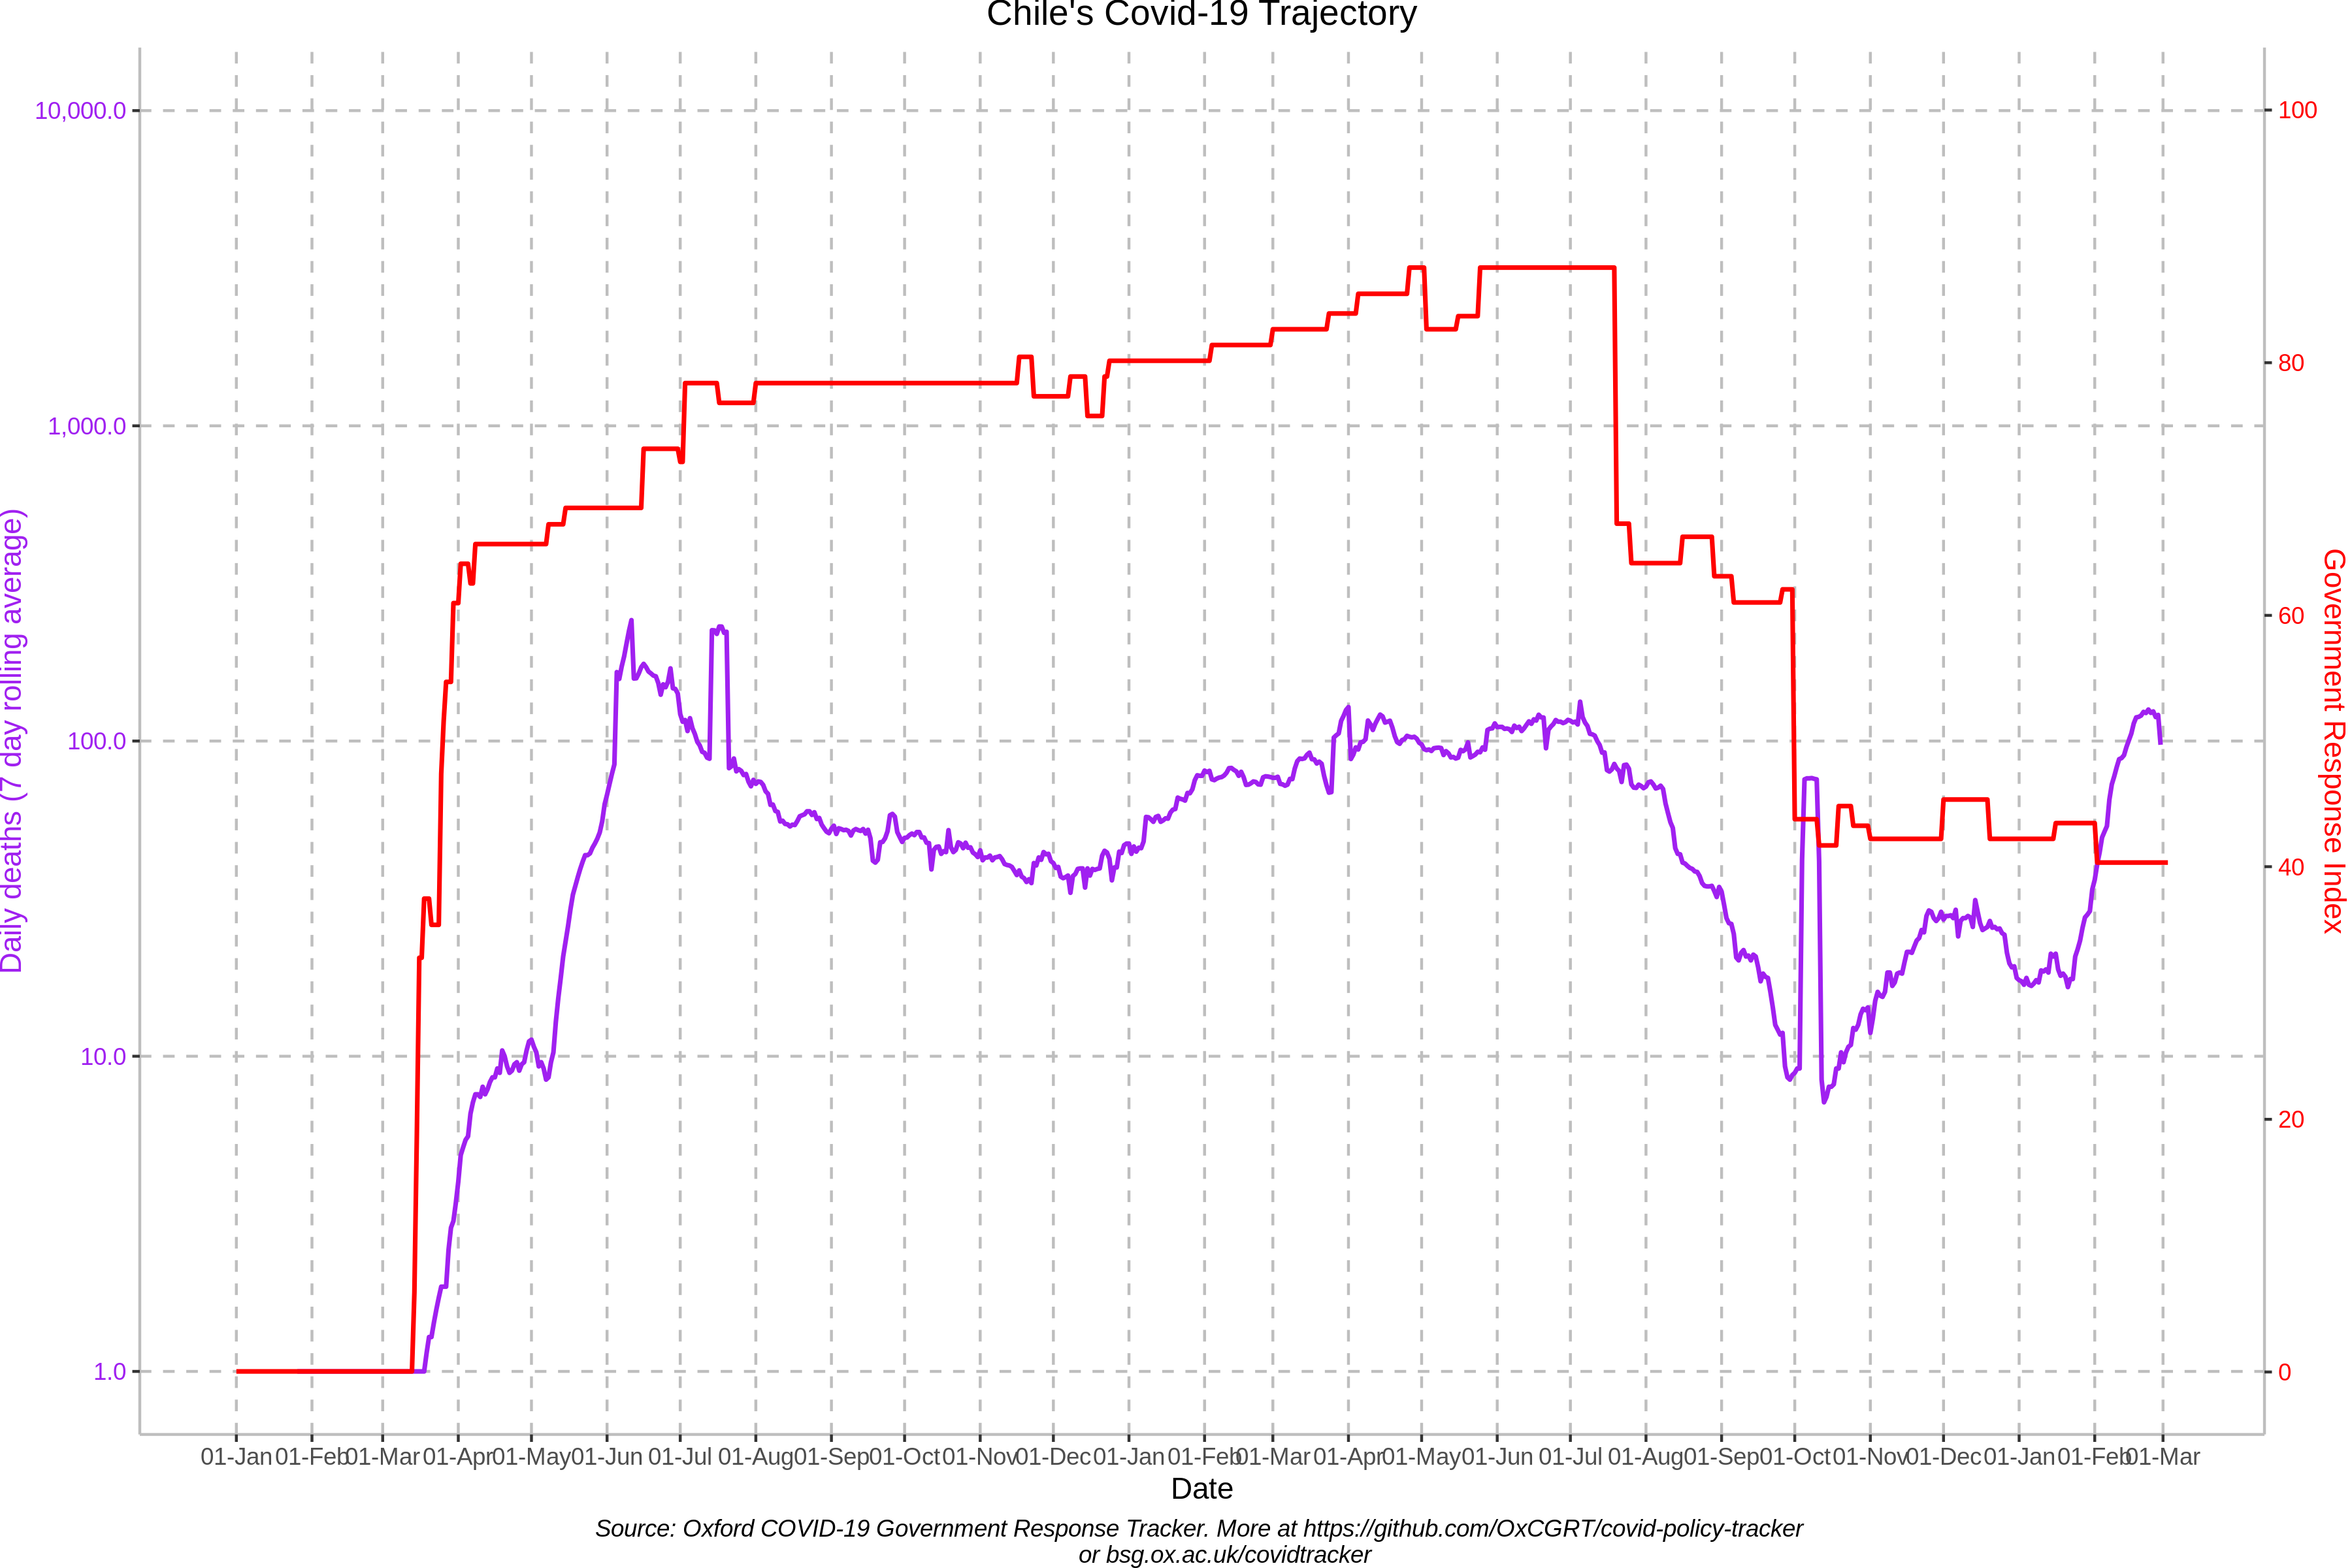 Chile's Covid-19 Trajectory
10,000.0
1,000.0
100.0
10.0
1.0
Daily deaths (7 day rolling average)
100
80
60
40
20
0
Government Response Index
01-Jan 01-Feb 01-Mar 01-Apr 01-May 01-Jun 01-Jul 01-Aug 01-Sep 01-Oct 01-Nov 01-Dec 01-Jan 01-Feb 01-Mar 01-Apr 01-May 01-Jun 01-Jul 01-Aug 01-Sep 01-Oct 01-Nov 01-Dec 01-Jan 01-Feb 01-Mar
Date
Source: Oxford COVID-19 Government Response Tracker. More at https://github.com/OxCGRT/covid-policy-tracker
or bsg.ox.ac.uk/covidtracker